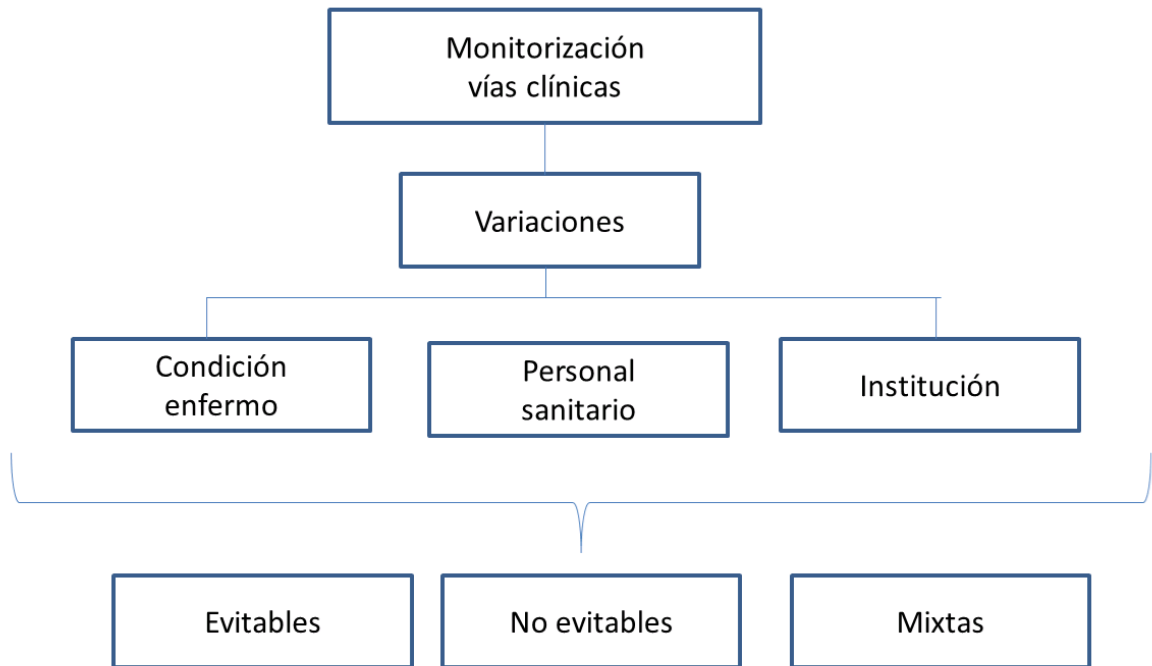 Monitorización
vías clínicas
Variaciones
Condición
enfermo
Personal
sanitario
Institución
Evitables
No evitables
Mixtas